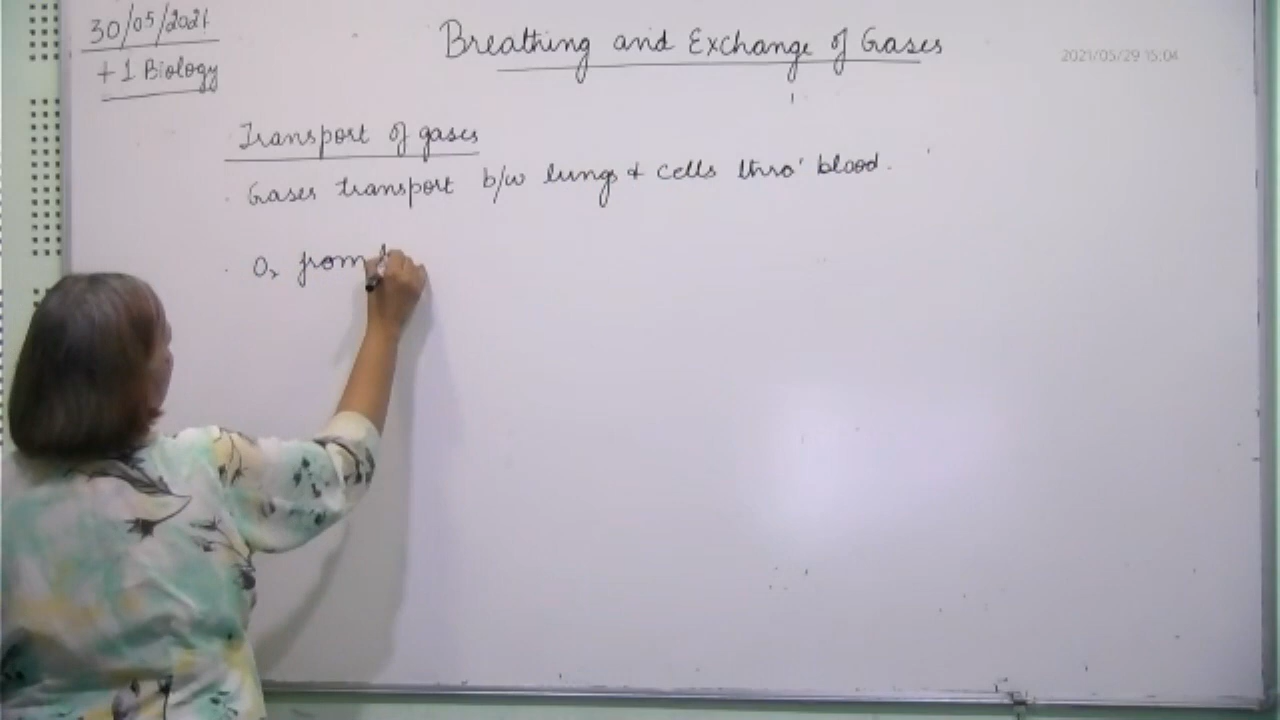 30/05/2021
+1 Biology
Breathing and Exchange of Gases
2021/05/29 15:04
Transport of gases
. Gases transport b/w lungs & cells thro' blood.
. O₂ from